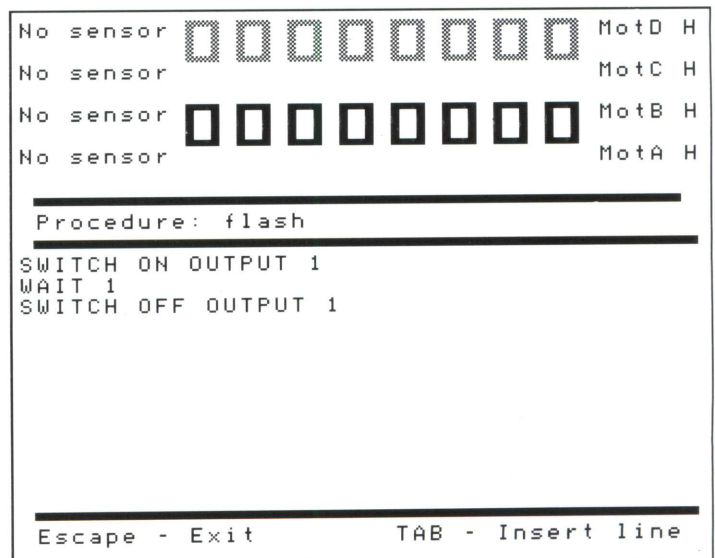 No sensor MotD H
No sensor MotC H
No sensor MotB H
No sensor MotA H
Procedure: flash
SWITCH ON OUTPUT 1
WAIT 1
SWITCH OFF OUTPUT 1
Escape - Exit TAB - Insert line